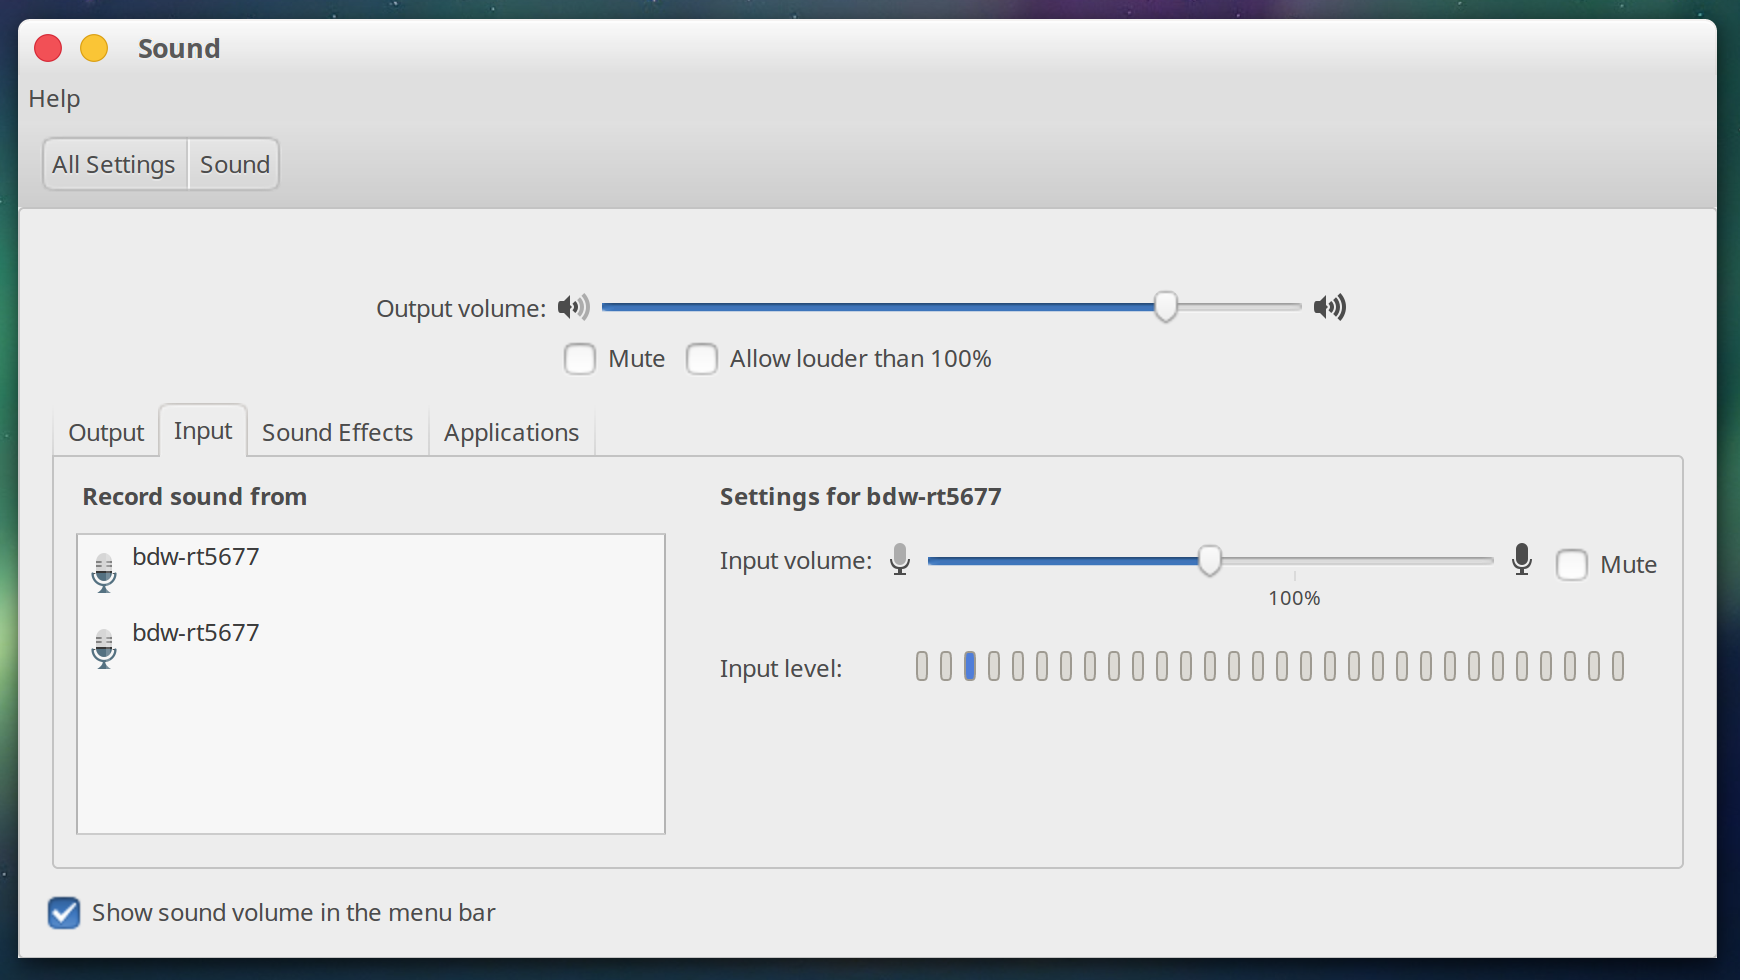 Sound
Help
All Settings Sound
Output volume:
Mute Allow louder than 100%
Output Input Sound Effects Applications
Record sound from
bdw-rt5677
bdw-rt5677
Settings for bdw-rt5677
Input volume: Mute
100%
Input level:
Show sound volume in the menu bar